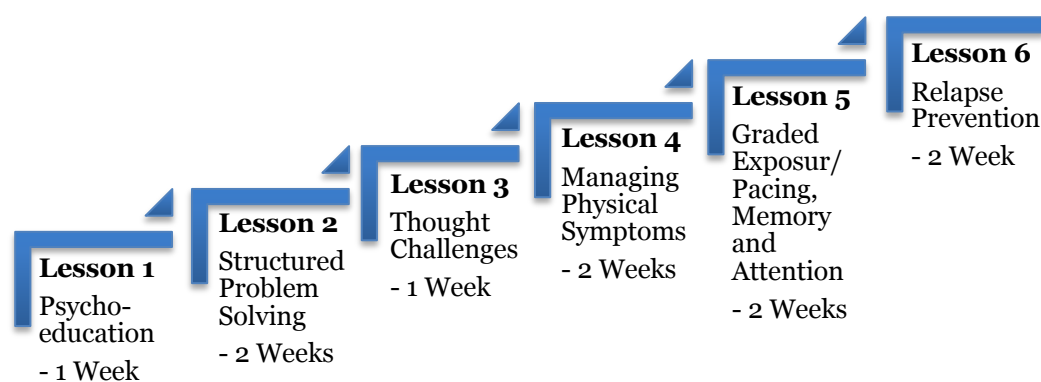 Lesson 1
Psycho-
education
- 1 Week
Lesson 2
Structured
Problem
Solving
- 2 Weeks
Lesson 3
Thought
Challenges
- 1 Week
Lesson 4
Managing
Physical
Symptoms
- 2 Weeks
Lesson 5
Graded
Exposur/
Pacing,
Memory
and
Attention
- 2 Weeks
Lesson 6
Relapse
Prevention
- 2 Week